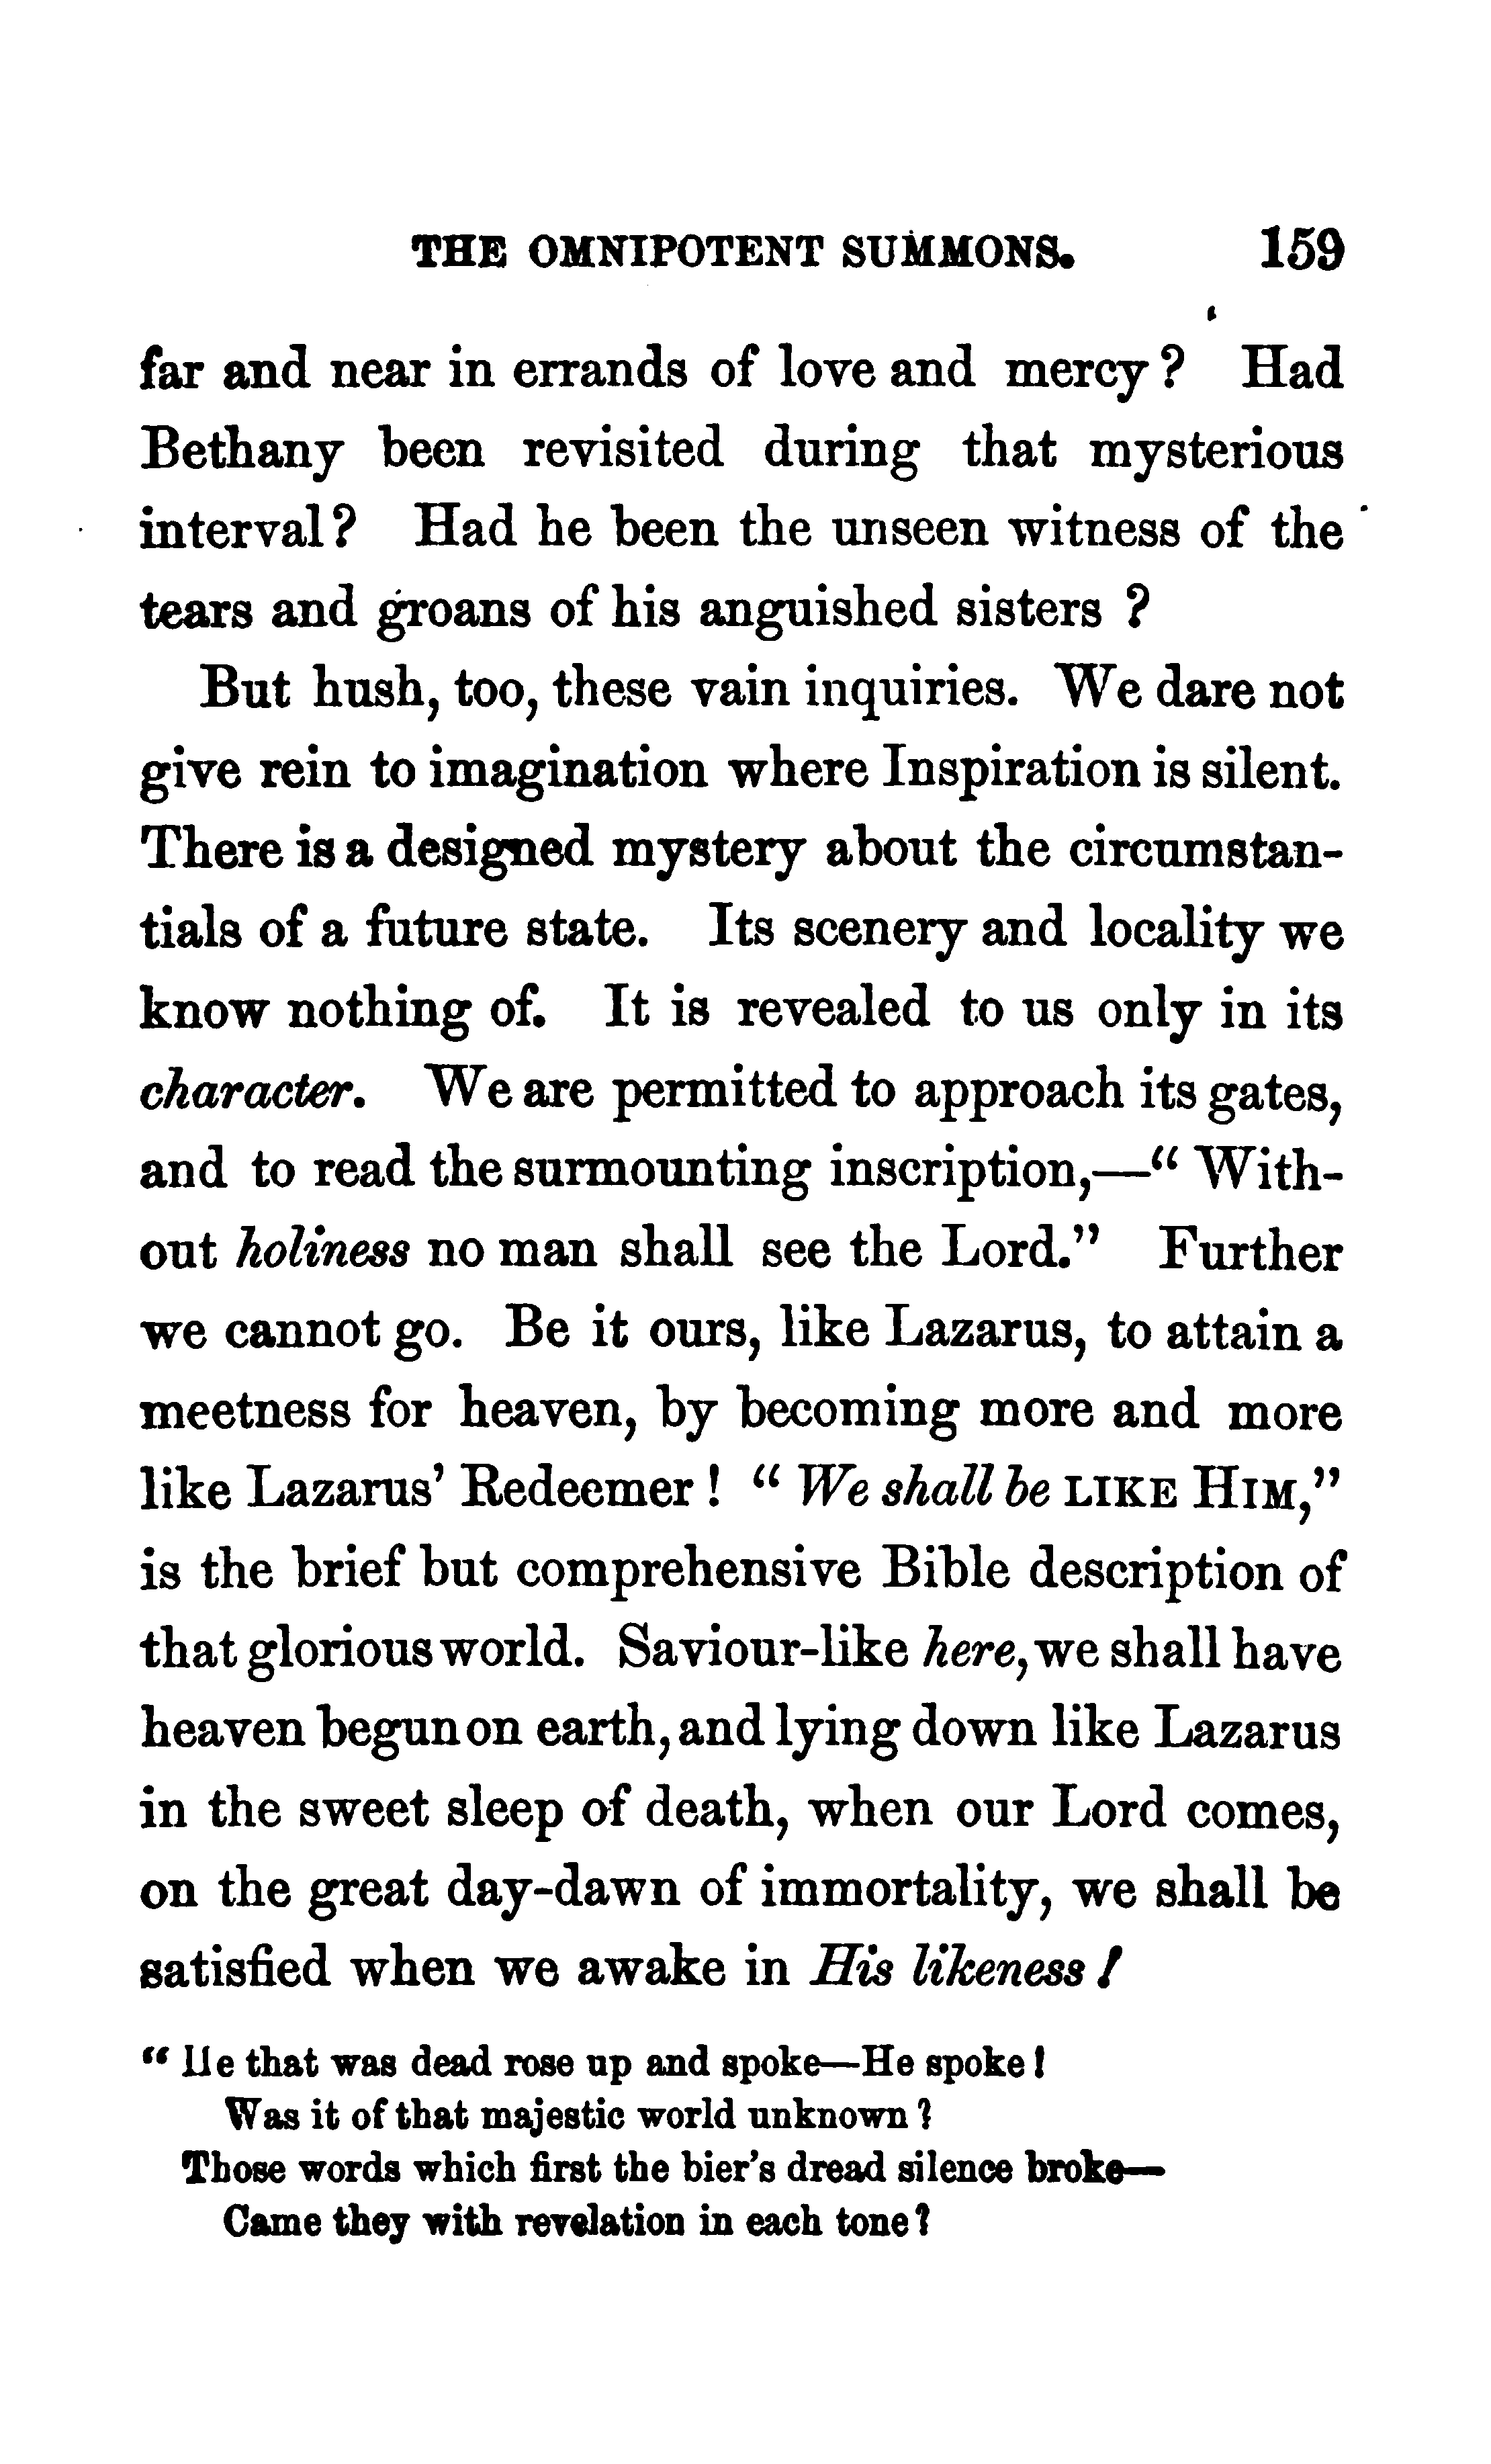 THE OMNIPOTENT SUMMONS. 159
far and near in errands of love and mercy? Had
Bethany been revisited during that mysterious
interval? Had he been the unseen witness of the
tears and groans of his anguished sisters?
But hush, too, these vain inquiries. We dare not
give rein to imagination where Inspiration is silent.
There is a designed mystery about the circumstan-
tials of a future state. Its scenery and locality we
know nothing of. It is revealed to us only in its
character. We are permitted to approach its gates,
and to read the surmounting inscription,—“With-
out holiness no man shall see the Lord.” Further
we cannot go. Be it ours, like Lazarus, to attain a
meetness for heaven, by becoming more and more
like Lazarus’ Redeemer! “We shall be LIKE HIM,”
is the brief but comprehensive Bible description of
that glorious world. Saviour-like here, we shall have
heaven begun on earth, and lying down like Lazarus
in the sweet sleep of death, when our Lord comes,
on the great day-dawn of immortality, we shall be
satisfied when we awake in His likeness!
“He that was dead rose up and spoke—He spoke!
Was it of that majestic world unknown?
Those words which first the bier’s dread silence broke—
Came they with revelation in each tone?